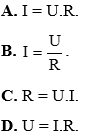 A. I = U.R.
B. I = U/R.
C. R = U.I.
D. U = I.R.